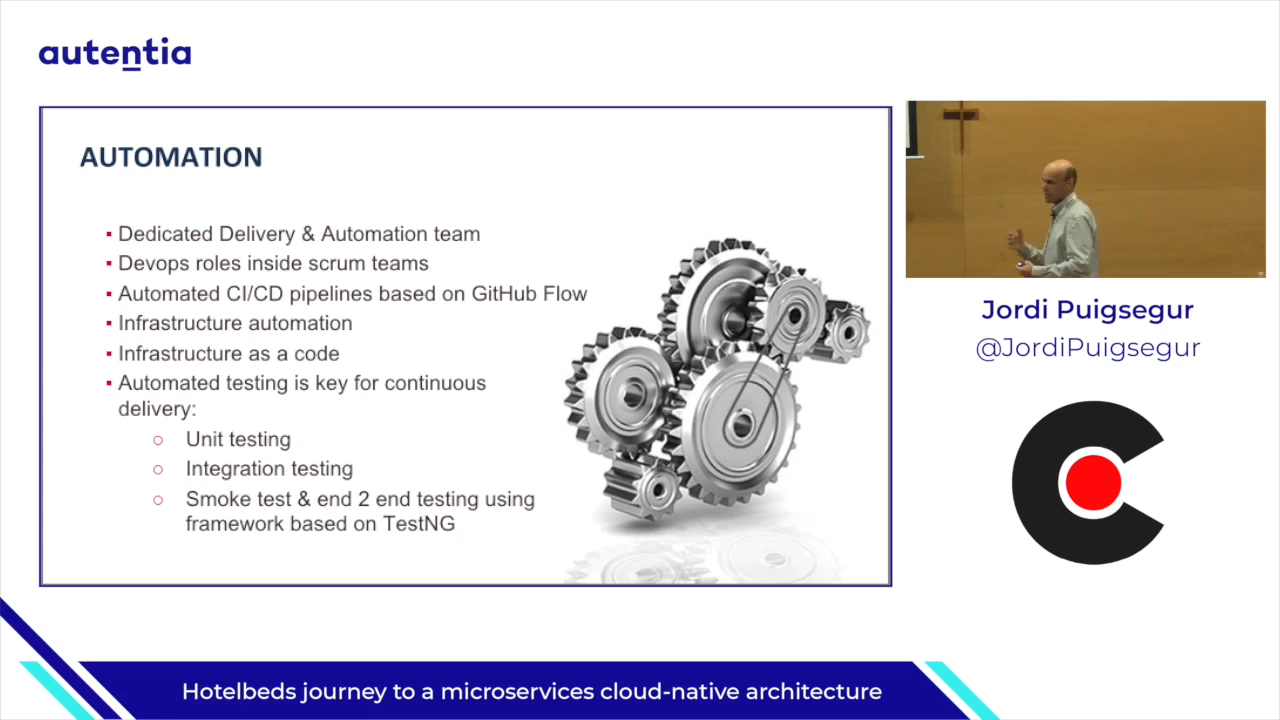 autentia
AUTOMATION
▪ Dedicated Delivery & Automation team
▪ Devops roles inside scrum teams
▪ Automated CI/CD pipelines based on GitHub Flow
▪ Infrastructure automation
▪ Infrastructure as a code
▪ Automated testing is key for continuous
delivery:
○ Unit testing
○ Integration testing
○ Smoke test & end 2 end testing using
framework based on TestNG
Jordi Puigsegur
@JordiPuigsegur
Hotelbeds journey to a microservices cloud-native architecture